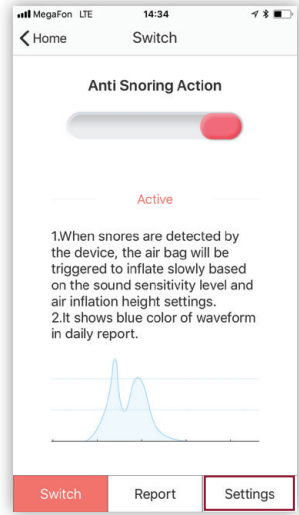 MegaFon LTE 14:34
Home Switch
Anti Snoring Action
Active
1.When snores are detected by
the device, the air bag will be
triggered to inflate slowly based
on the sound sensitivity level and
air inflation height settings.
2.It shows blue color of waveform
in daily report.
Switch Report Settings